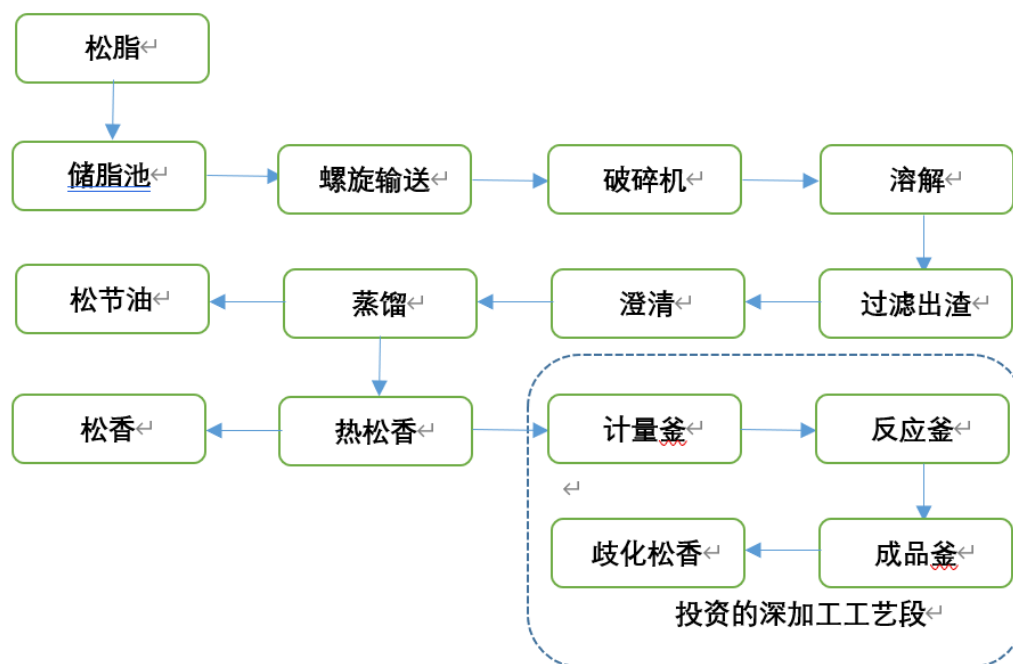 松脂
储脂池
螺旋输送
破碎机
溶解
松节油
蒸馏
澄清
过滤出渣
松香
热松香
计量釜
反应釜
歧化松香
成品釜
投资的深加工工艺段